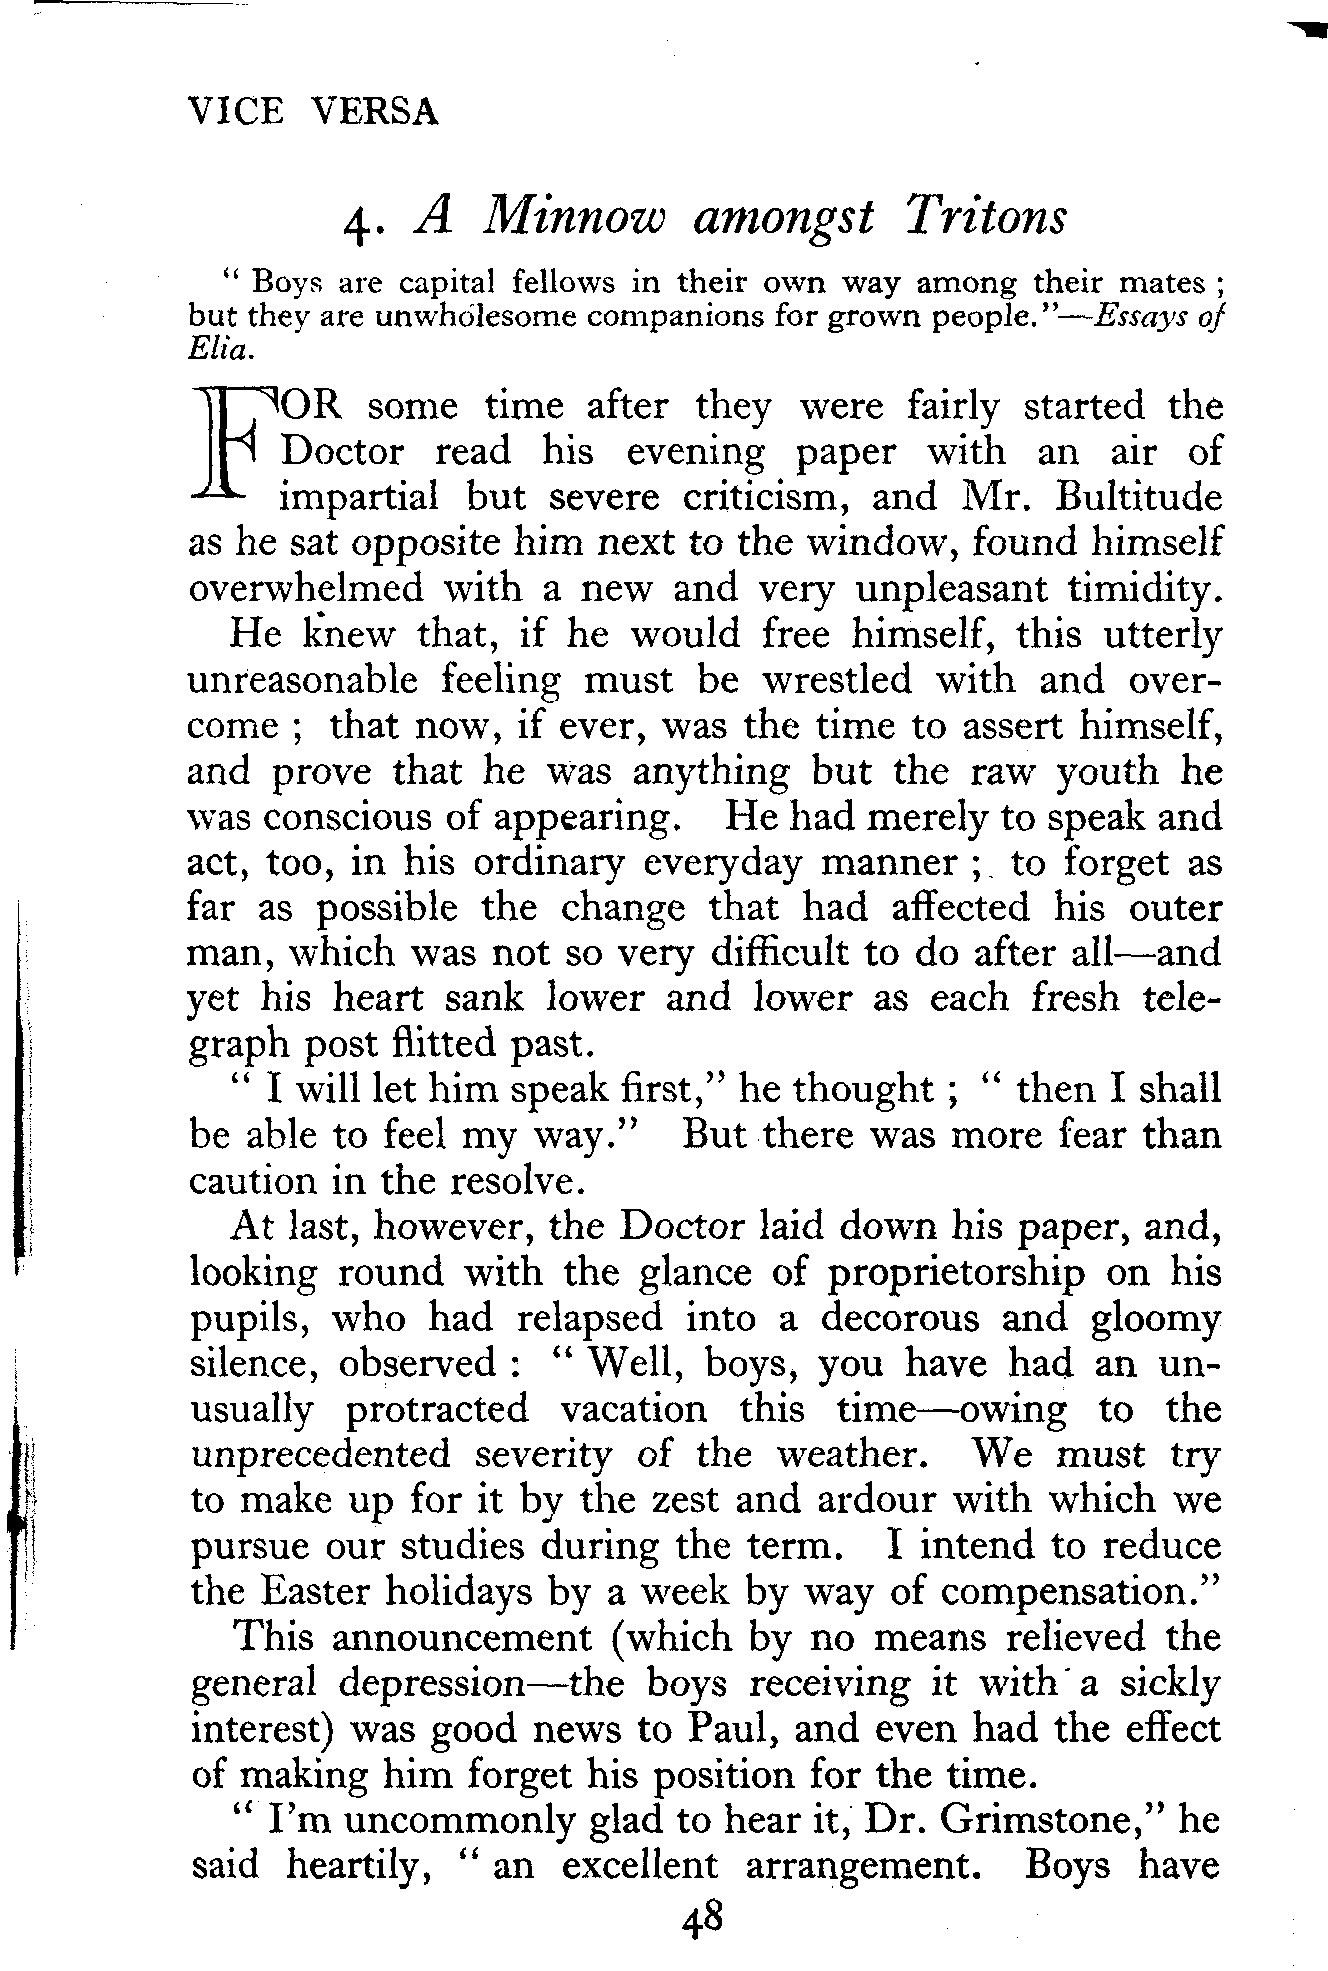 VICE VERSA
4. A Minnow amongst Tritons
“ Boys are capital fellows in their own way among their mates ;
but they are unwholesome companions for grown people.”—Essays of
Elia.
FOR some time after they were fairly started the
Doctor read his evening paper with an air of
impartial but severe criticism, and Mr. Bultitude
as he sat opposite him next to the window, found himself
overwhelmed with a new and very unpleasant timidity.
He knew that, if he would free himself, this utterly
unreasonable feeling must be wrestled with and over-
come ; that now, if ever, was the time to assert himself,
and prove that he was anything but the raw youth he
was conscious of appearing. He had merely to speak and
act, too, in his ordinary everyday manner ; to forget as
far as possible the change that had affected his outer
man, which was not so very difficult to do after all—and
yet his heart sank lower and lower as each fresh tele-
graph post flitted past.
“ I will let him speak first,” he thought ; “ then I shall
be able to feel my way.” But there was more fear than
caution in the resolve.
At last, however, the Doctor laid down his paper, and,
looking round with the glance of proprietorship on his
pupils, who had relapsed into a decorous and gloomy
silence, observed : “ Well, boys, you have had an un-
usually protracted vacation this time—owing to the
unprecedented severity of the weather. We must try
to make up for it by the zest and ardour with which we
pursue our studies during the term. I intend to reduce
the Easter holidays by a week by way of compensation.”
This announcement (which by no means relieved the
general depression—the boys receiving it with a sickly
interest) was good news to Paul, and even had the effect
of making him forget his position for the time.
“ I’m uncommonly glad to hear it, Dr. Grimstone,” he
said heartily, “ an excellent arrangement. Boys have
48